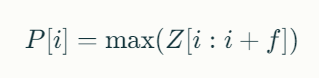 P[i] = max(Z[i : i + f])